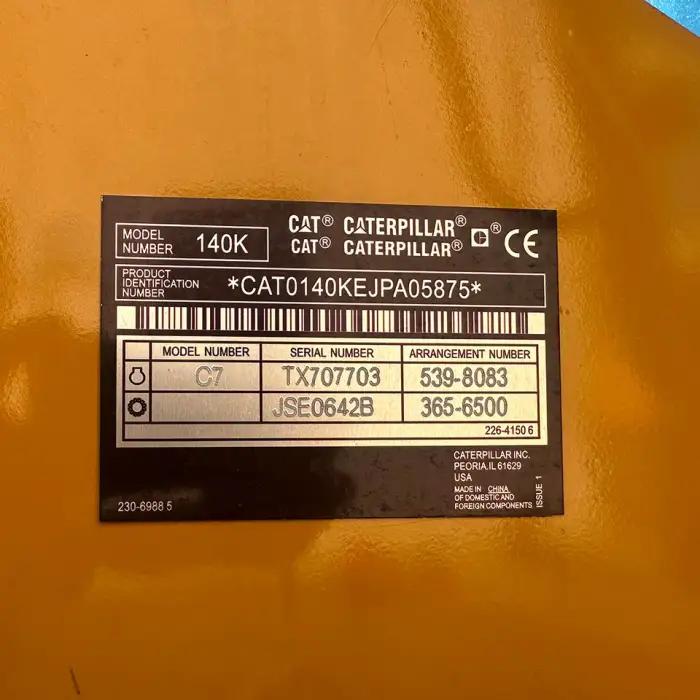 MODEL NUMBER 140K
CAT® CATERPILLAR®
CAT® CATERPILLAR® ® CE
PRODUCT
IDENTIFICATION
NUMBER
*CAT0140KEJPA05875*
MODEL NUMBER SERIAL NUMBER ARRANGEMENT NUMBER
C7 TX707703 539-8083
JSE0642B 365-6500
226-4150 6
CATERPILLAR INC.
PEORIA,IL 61629
USA
MADE IN CHINA
OF DOMESTIC AND
FOREIGN COMPONENTS
ISSUE 1
230-6988 5